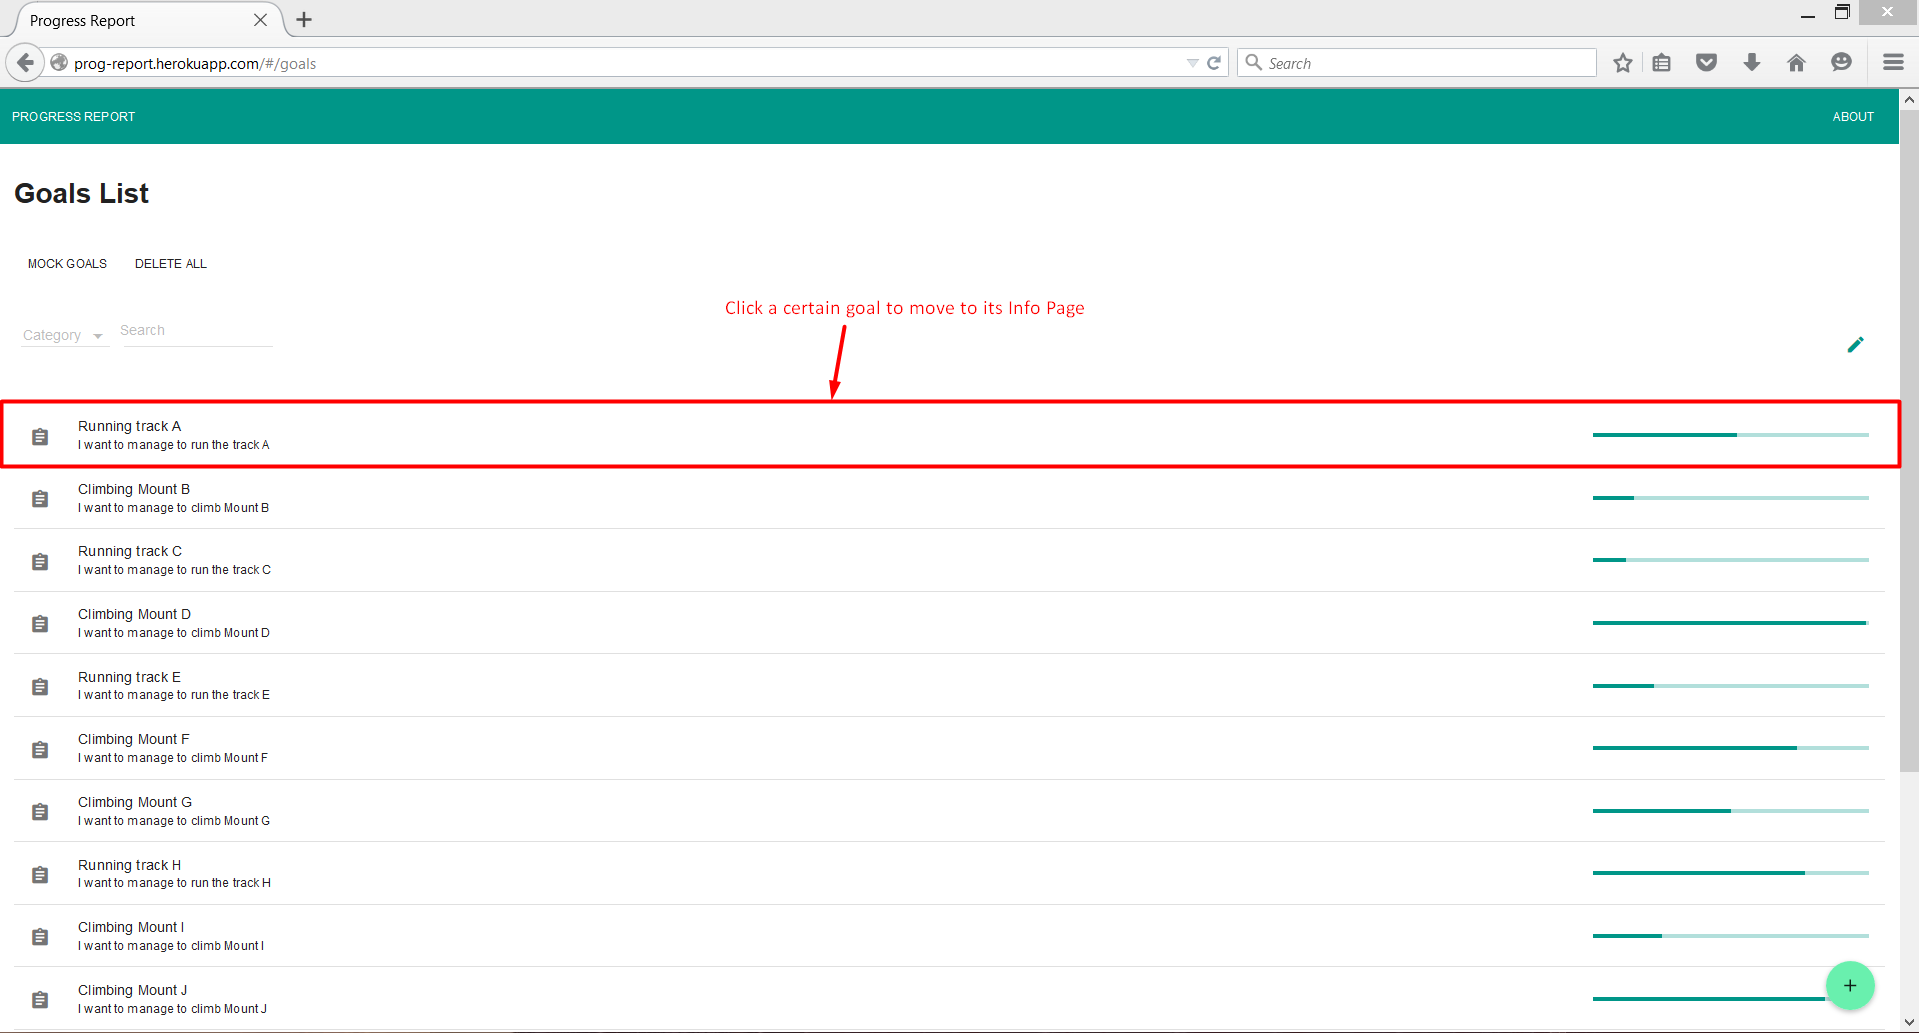 Progress Report
prog-report.herokuapp.com/#/goals
Search
PROGRESS REPORT
ABOUT
Goals List
MOCK GOALS
DELETE ALL
Click a certain goal to move to its Info Page
Category
Search
Running track A
I want to manage to run the track A
Climbing Mount B
I want to manage to climb Mount B
Running track C
I want to manage to run the track C
Climbing Mount D
I want to manage to climb Mount D
Running track E
I want to manage to run the track E
Climbing Mount F
I want to manage to climb Mount F
Climbing Mount G
I want to manage to climb Mount G
Running track H
I want to manage to run the track H
Climbing Mount I
I want to manage to climb Mount I
Climbing Mount J
I want to manage to climb Mount J